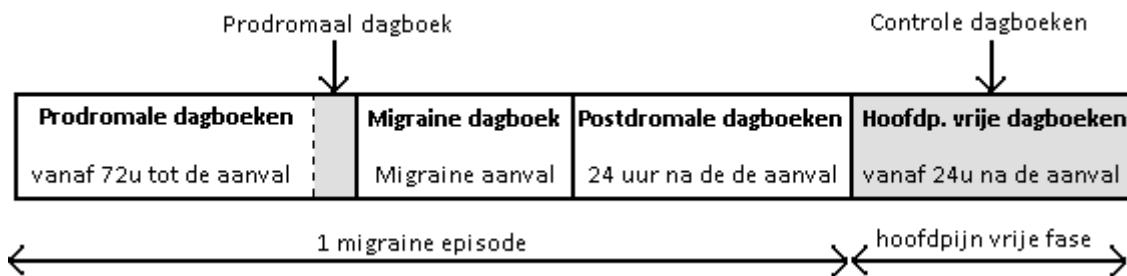 Prodromaal dagboek
Controle dagboeken
Prodromale dagboeken
vanaf 72u tot de aanval
Migraine dagboek
Migraine aanval
Postdromale dagboeken
24 uur na de de aanval
Hoofdp. vrije dagboeken
vanaf 24u na de aanval
1 migraine episode
hoofdpijn vrije fase